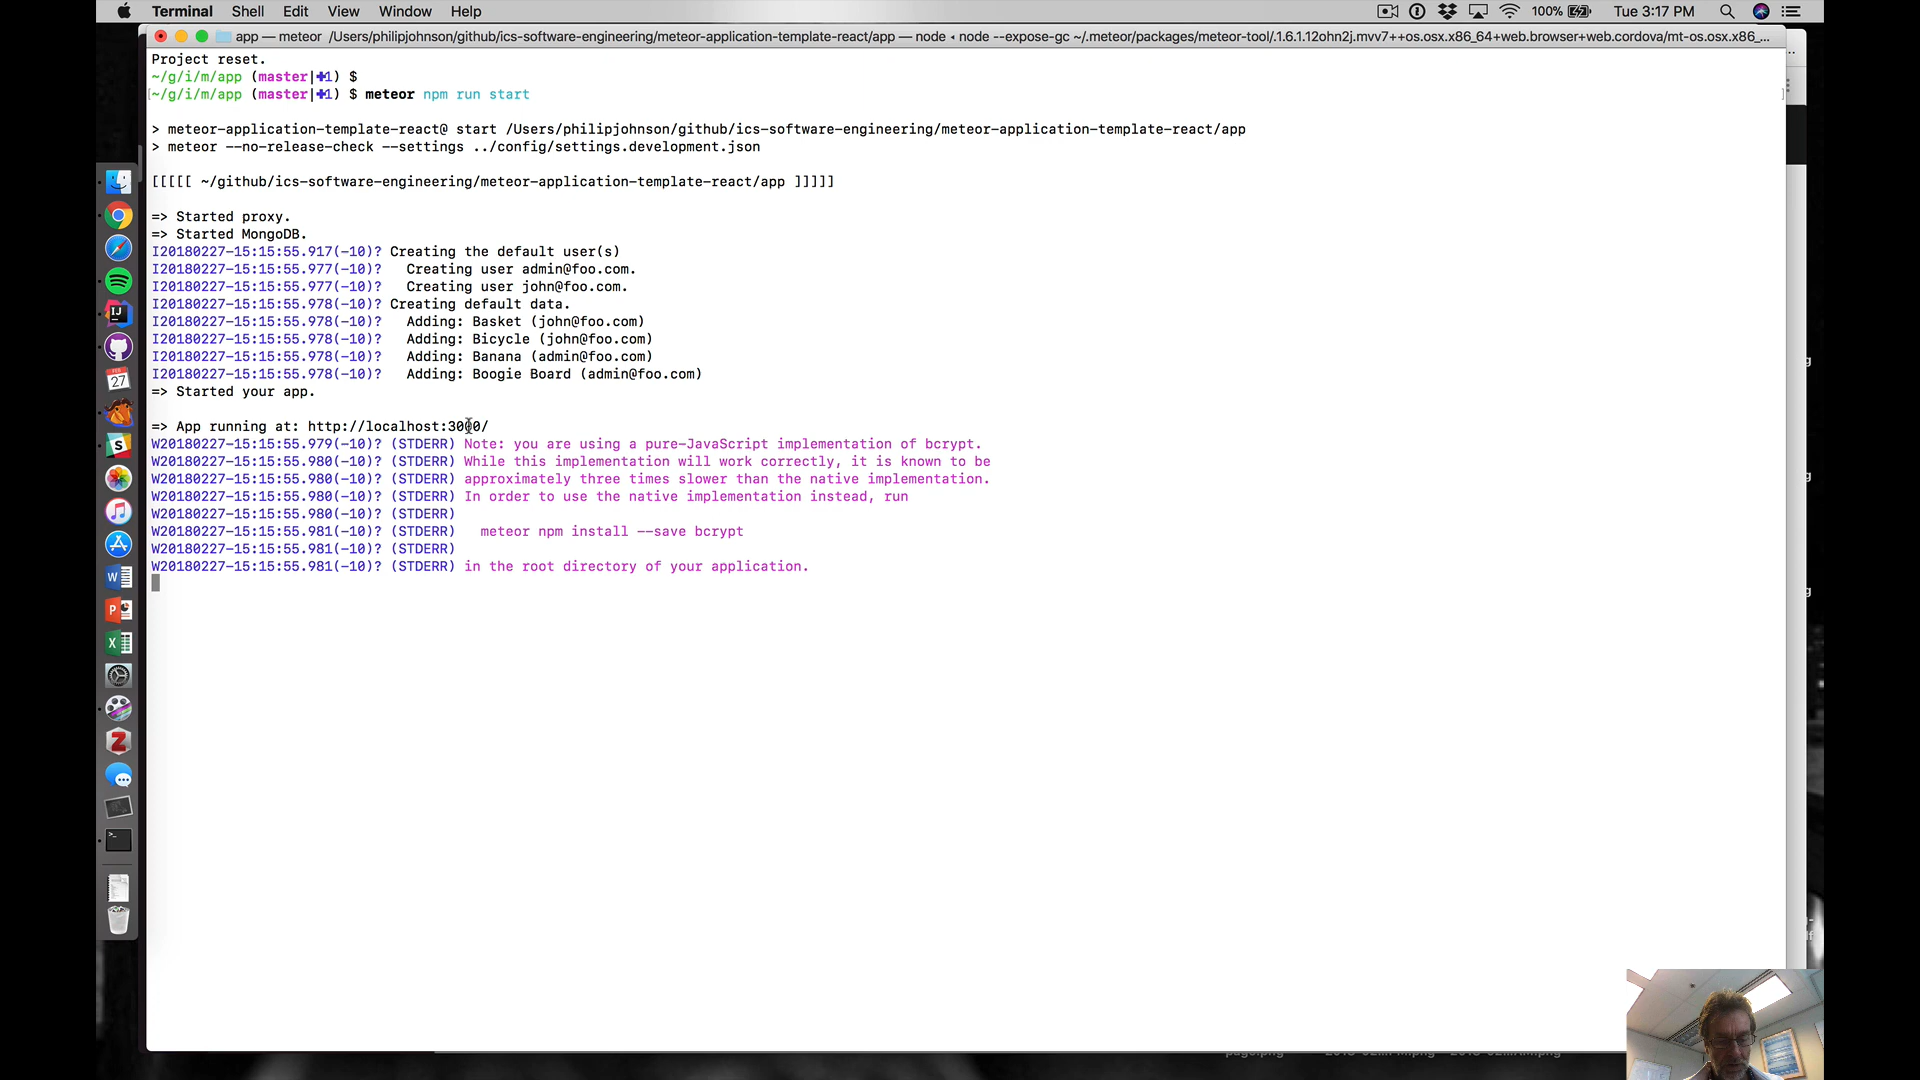 Terminal Shell Edit View Window Help 100% Tue 3:17 PM
app — meteor /Users/philipjohnson/github/ics-software-engineering/meteor-application-template-react/app — node ◂ node --expose-gc ~/.meteor/packages/meteor-tool/.1.6.1.12ohn2j.mvv7++os.osx.x86_64+web.browser+web.cordova/mt-os.osx.x86_...
Project reset.
~/g/i/m/app (master|✚1) $
[~/g/i/m/app (master|✚1) $ meteor npm run start ]
> meteor-application-template-react@ start /Users/philipjohnson/github/ics-software-engineering/meteor-application-template-react/app
> meteor --no-release-check --settings ../config/settings.development.json
[[[[[ ~/github/ics-software-engineering/meteor-application-template-react/app ]]]]]
=> Started proxy.
=> Started MongoDB.
I20180227-15:15:55.917(-10)? Creating the default user(s)
I20180227-15:15:55.977(-10)?   Creating user admin@foo.com.
I20180227-15:15:55.977(-10)?   Creating user john@foo.com.
I20180227-15:15:55.978(-10)? Creating default data.
I20180227-15:15:55.978(-10)?   Adding: Basket (john@foo.com)
I20180227-15:15:55.978(-10)?   Adding: Bicycle (john@foo.com)
I20180227-15:15:55.978(-10)?   Adding: Banana (admin@foo.com)
I20180227-15:15:55.978(-10)?   Adding: Boogie Board (admin@foo.com)
=> Started your app.
=> App running at: http://localhost:3000/
W20180227-15:15:55.979(-10)? (STDERR) Note: you are using a pure-JavaScript implementation of bcrypt.
W20180227-15:15:55.980(-10)? (STDERR) While this implementation will work correctly, it is known to be
W20180227-15:15:55.980(-10)? (STDERR) approximately three times slower than the native implementation.
W20180227-15:15:55.980(-10)? (STDERR) In order to use the native implementation instead, run
W20180227-15:15:55.980(-10)? (STDERR)
W20180227-15:15:55.981(-10)? (STDERR)   meteor npm install --save bcrypt
W20180227-15:15:55.981(-10)? (STDERR)
W20180227-15:15:55.981(-10)? (STDERR) in the root directory of your application.